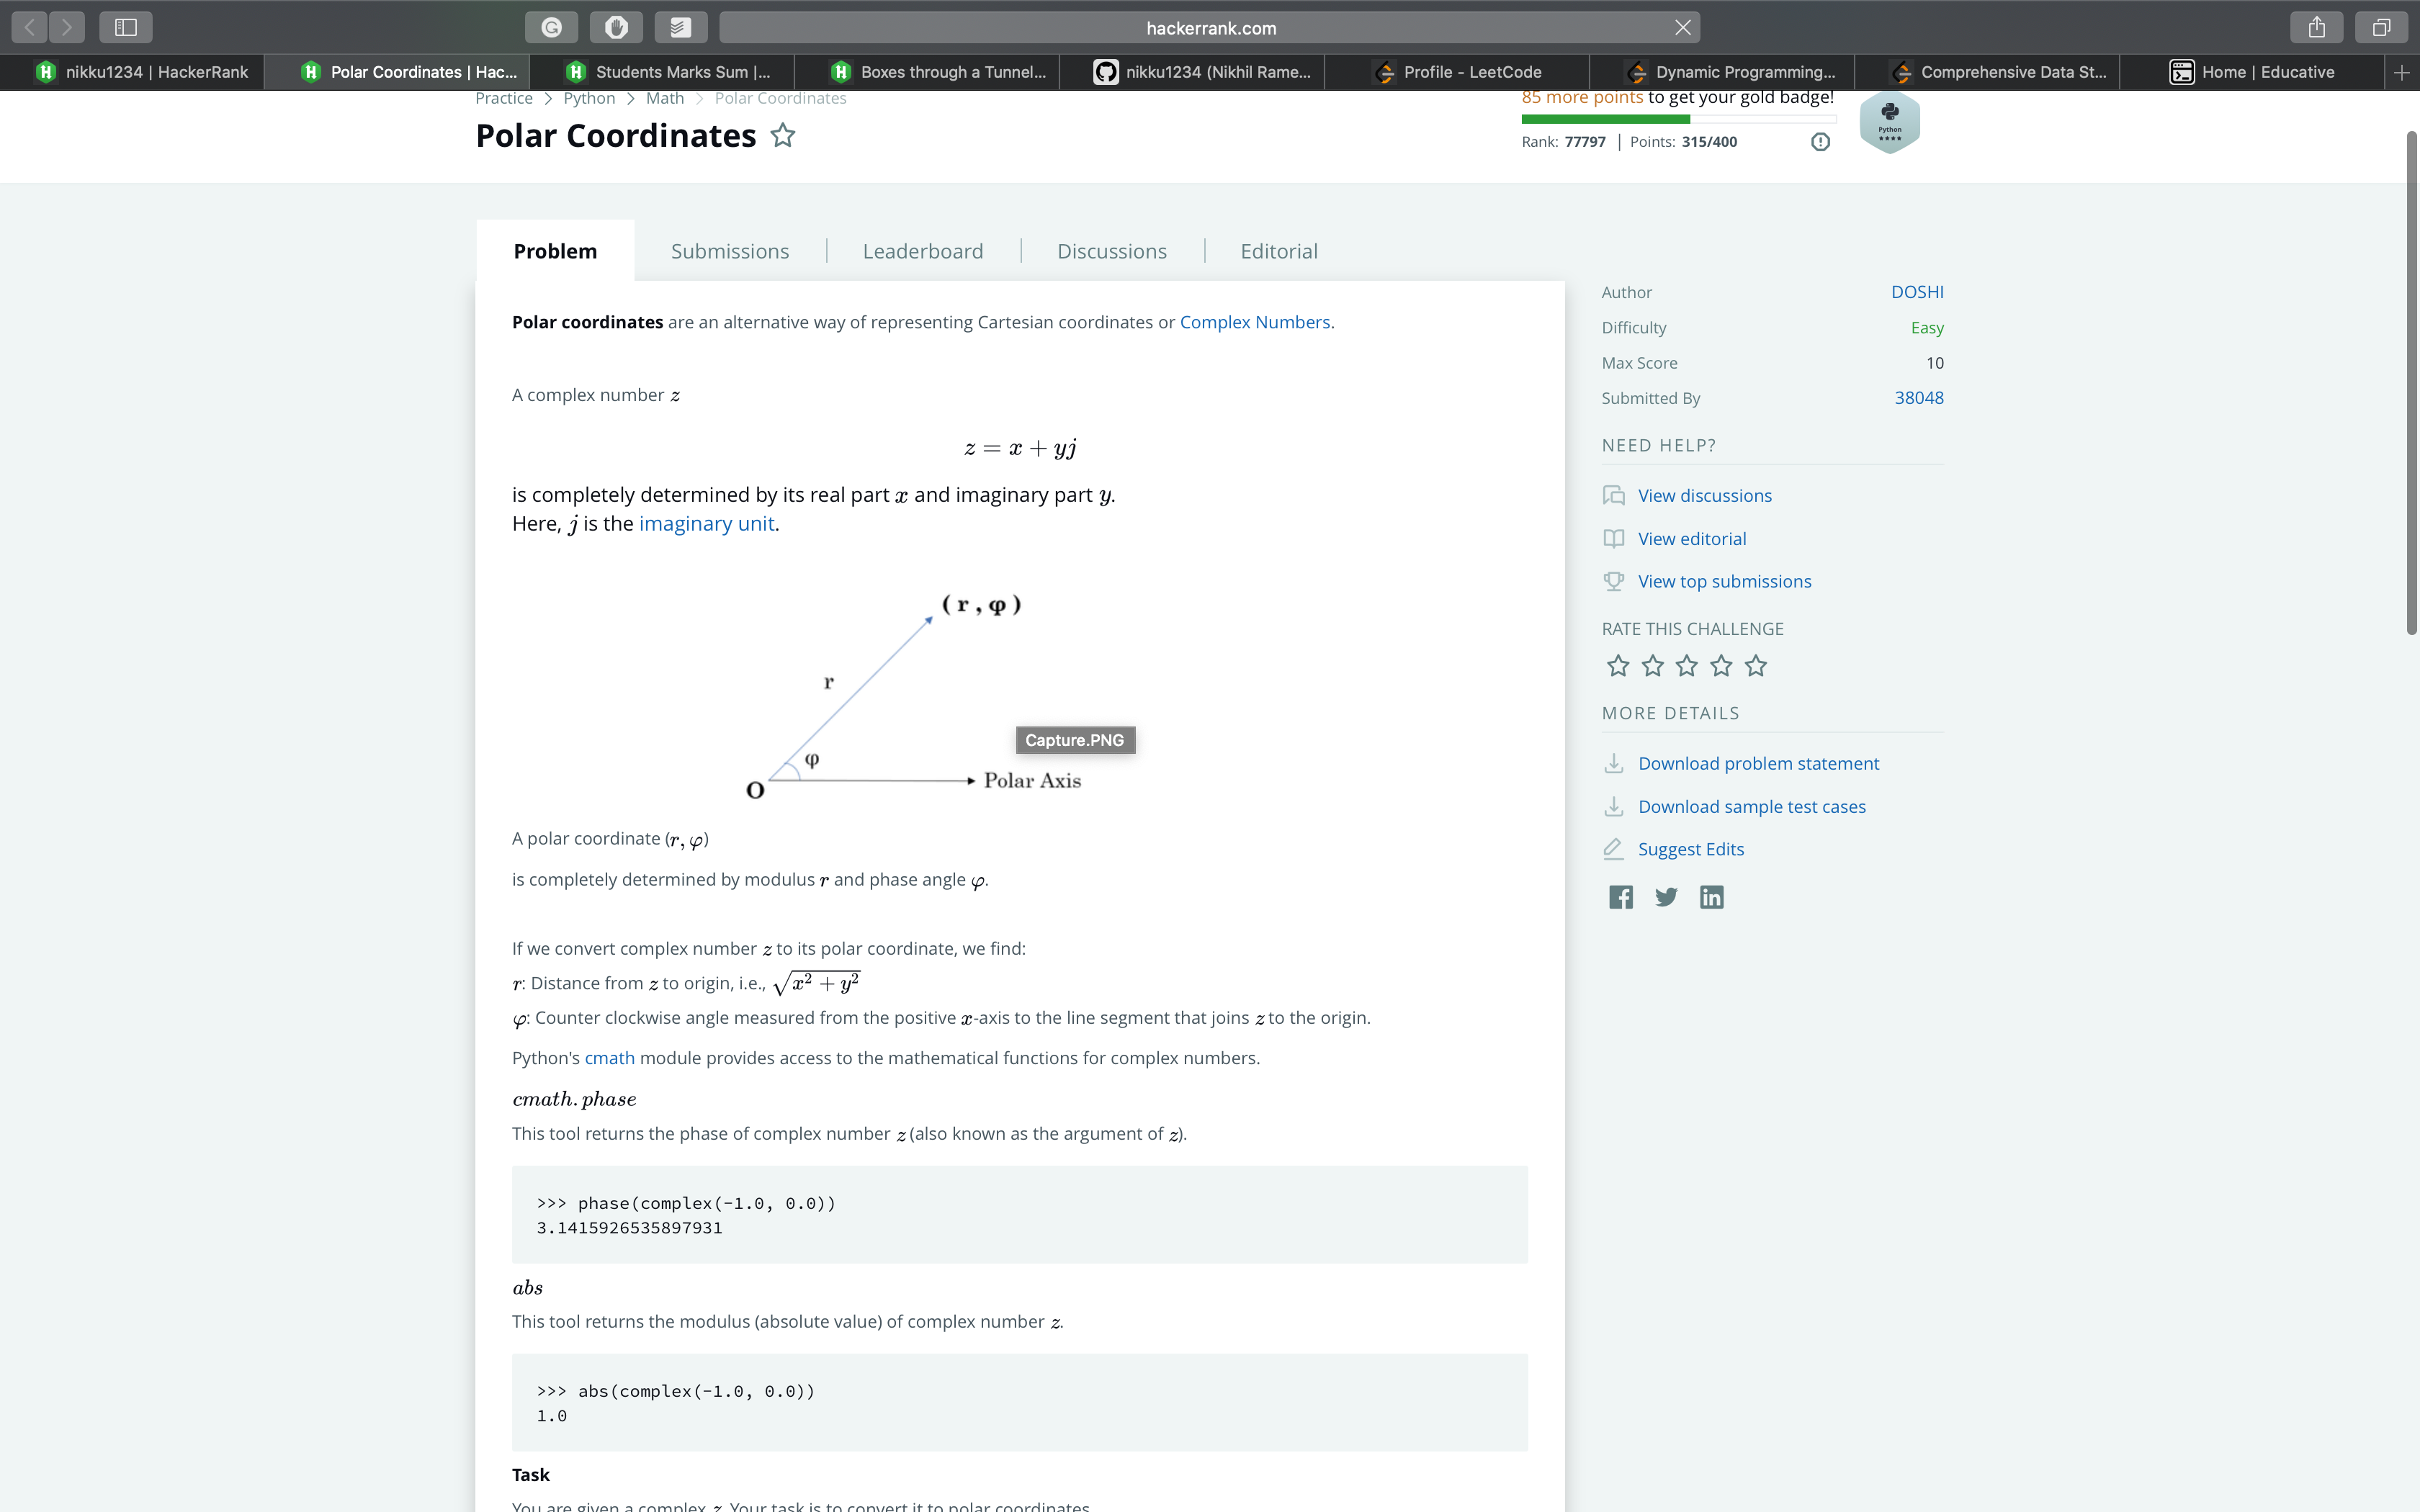 hackerrank.com
nikku1234 | HackerRank
Polar Coordinates | Hac...
Students Marks Sum |...
Boxes through a Tunnel...
nikku1234 (Nikhil Rame...
Profile - LeetCode
Dynamic Programming...
Comprehensive Data St...
Home | Educative
Practice > Python > Math > Polar Coordinates
Polar Coordinates
85 more points to get your gold badge!
Rank: 77797 | Points: 315/400
Python
Problem
Submissions
Leaderboard
Discussions
Editorial
Polar coordinates are an alternative way of representing Cartesian coordinates or Complex Numbers.
A complex number z
z = x + yj
is completely determined by its real part x and imaginary part y.
Here, j is the imaginary unit.
( r , φ )
r
φ
Capture.PNG
O
Polar Axis
A polar coordinate (r, φ)
is completely determined by modulus r and phase angle φ.
If we convert complex number z to its polar coordinate, we find:
r: Distance from z to origin, i.e., √x² + y²
φ: Counter clockwise angle measured from the positive x-axis to the line segment that joins z to the origin.
Python's cmath module provides access to the mathematical functions for complex numbers.
cmath.phase
This tool returns the phase of complex number z (also known as the argument of z).
>>> phase(complex(-1.0, 0.0))
3.1415926535897931
abs
This tool returns the modulus (absolute value) of complex number z.
>>> abs(complex(-1.0, 0.0))
1.0
Task
You are given a complex z. Your task is to convert it to polar coordinates
Author DOSHI
Difficulty Easy
Max Score 10
Submitted By 38048
NEED HELP?
View discussions
View editorial
View top submissions
RATE THIS CHALLENGE
MORE DETAILS
Download problem statement
Download sample test cases
Suggest Edits